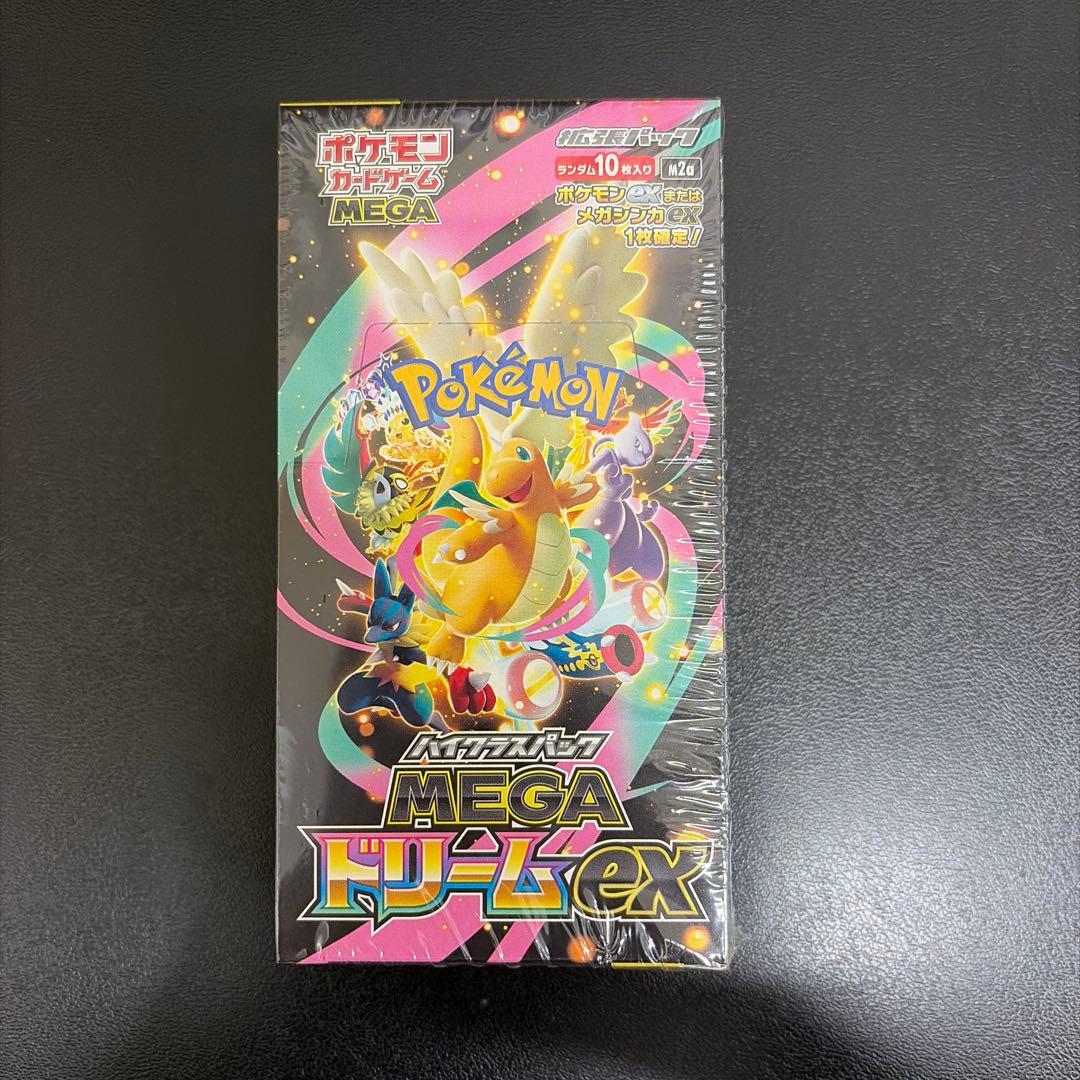 ポケモン
カードゲーム™
MEGA
拡張パック
ランダム10枚入り M2a
ポケモンexまたは
メガシンカex
1枚確定!
POKéMON
™
ハイクラスパック
MEGA
ドリームex